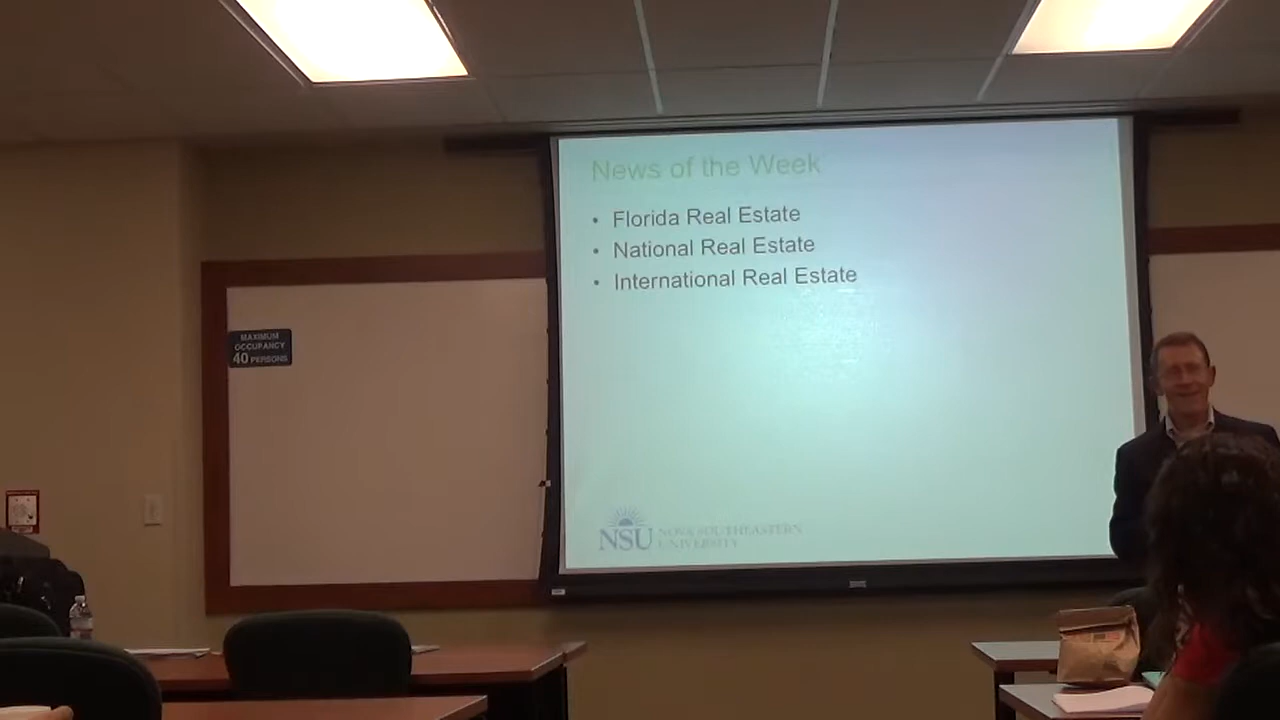 News of the Week
• Florida Real Estate
• National Real Estate
• International Real Estate
MAXIMUM
OCCUPANCY
40 PERSONS
NSU NOVA SOUTHEASTERN
UNIVERSITY